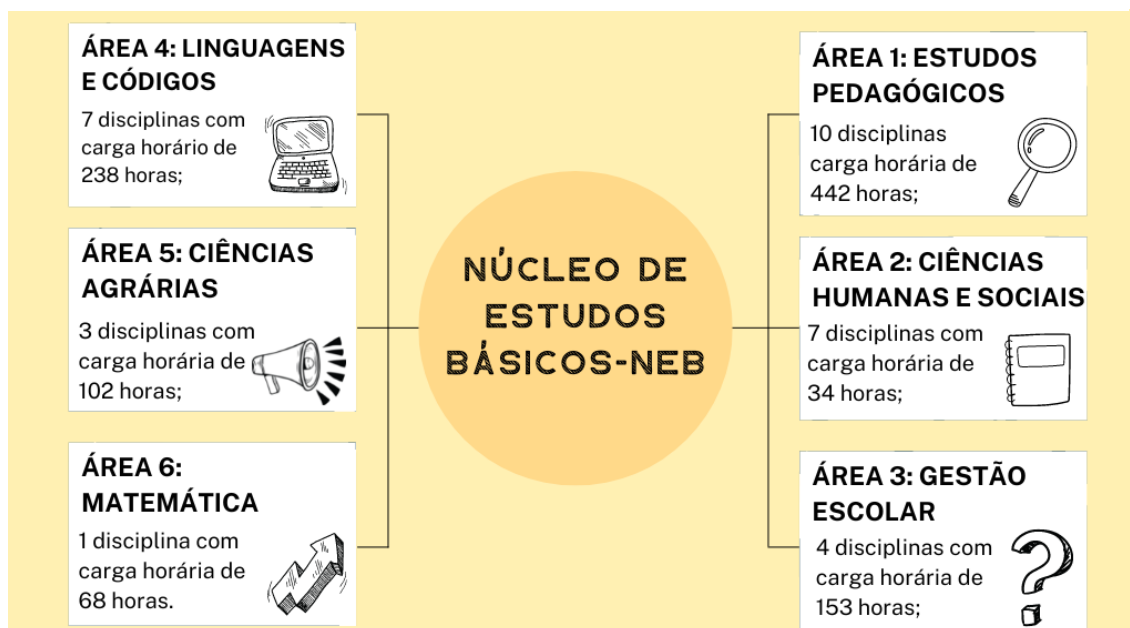 ÁREA 4: LINGUAGENS
E CÓDIGOS
7 disciplinas com
carga horário de
238 horas;
ÁREA 5: CIÊNCIAS
AGRÁRIAS
3 disciplinas com
carga horária de
102 horas;
ÁREA 6:
MATEMÁTICA
1 disciplina com
carga horária de
68 horas.
NÚCLEO DE
ESTUDOS
BÁSICOS-NEB
ÁREA 1: ESTUDOS
PEDAGÓGICOS
10 disciplinas
carga horária de
442 horas;
ÁREA 2: CIÊNCIAS
HUMANAS E SOCIAIS
7 disciplinas com
carga horária de
34 horas;
ÁREA 3: GESTÃO
ESCOLAR
4 disciplinas com
carga horária de
153 horas;